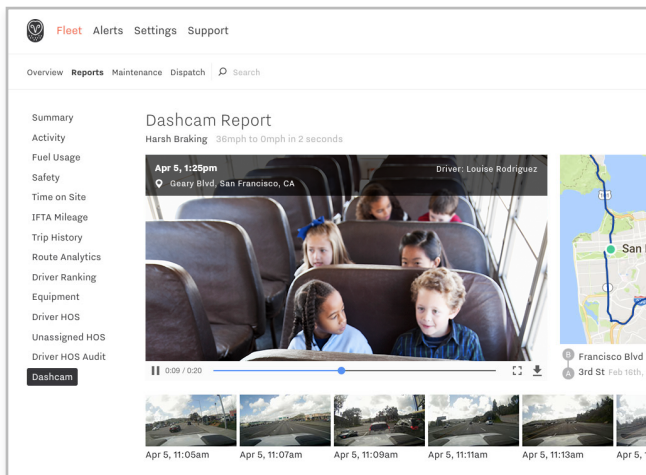 Fleet Alerts Settings Support
Overview Reports Maintenance Dispatch Search
Summary
Activity
Fuel Usage
Safety
Time on Site
IFTA Mileage
Trip History
Route Analytics
Driver Ranking
Equipment
Driver HOS
Unassigned HOS
Driver HOS Audit
Dashcam
Dashcam Report
Harsh Braking 36mph to 0mph in 2 seconds
Apr 5, 1:25pm Driver: Louise Rodriguez
Geary Blvd, San Francisco, CA
0:09 / 0:20
San
B Francisco Blvd
A 3rd St Feb 16th,
Apr 5, 11:05am Apr 5, 11:07am Apr 5, 11:09am Apr 5, 11:11am Apr 5, 11:13am Apr 5,